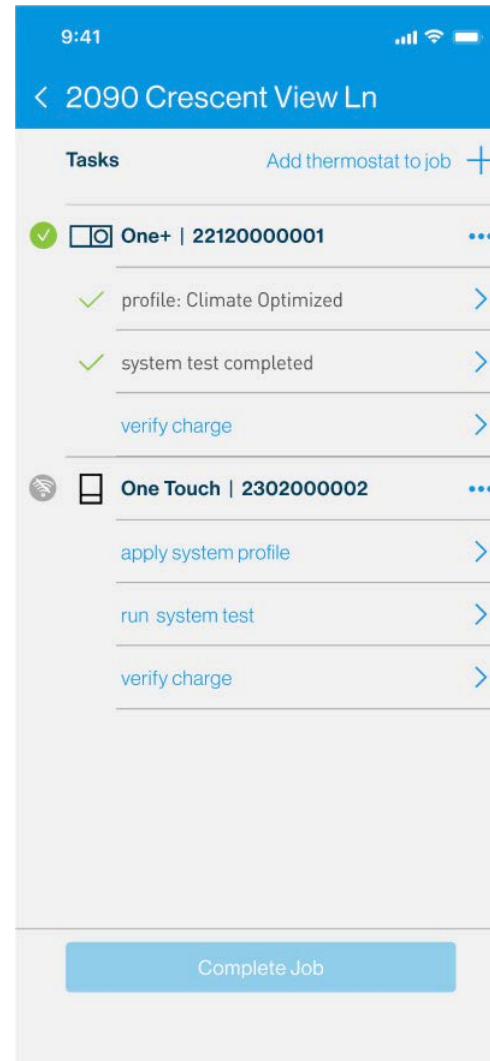 9:41
2090 Crescent View Ln
Tasks Add thermostat to job
One+ | 22120000001
profile: Climate Optimized
system test completed
verify charge
One Touch | 2302000002
apply system profile
run system test
verify charge
Complete Job